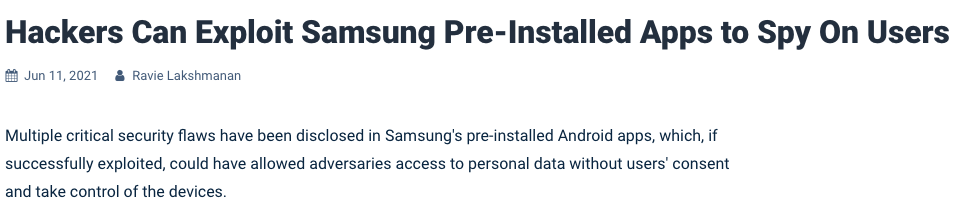 Hackers Can Exploit Samsung Pre-Installed Apps to Spy On Users
Jun 11, 2021 Ravie Lakshmanan
Multiple critical security flaws have been disclosed in Samsung's pre-installed Android apps, which, if
successfully exploited, could have allowed adversaries access to personal data without users' consent
and take control of the devices.